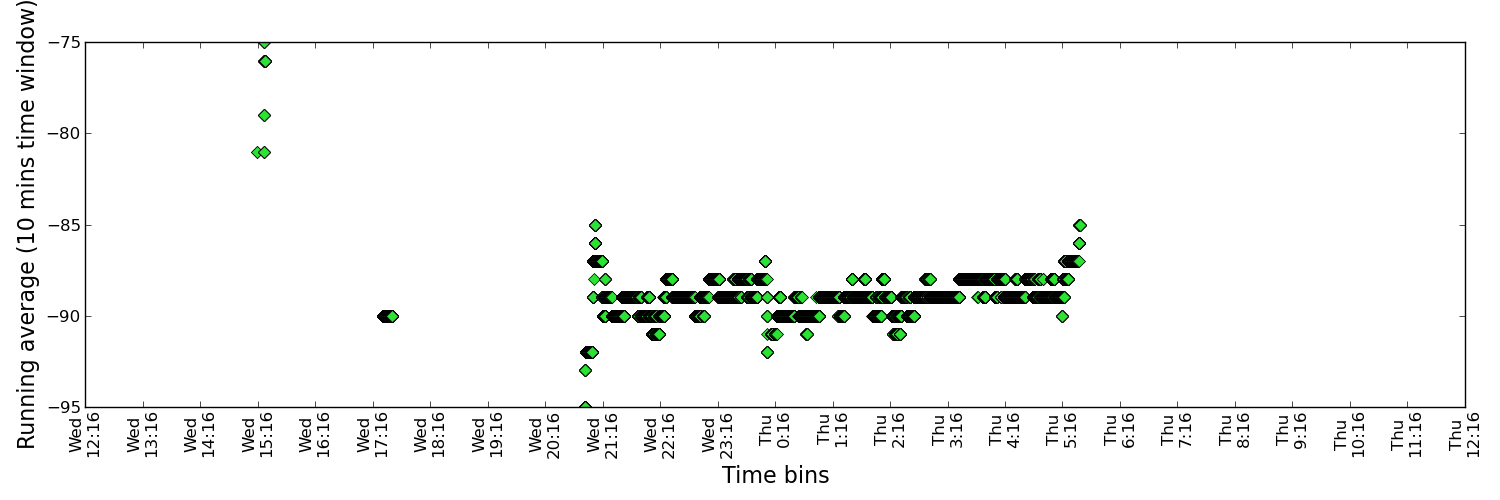 Running average (10 mins time window)
−75
−80
−85
−90
−95
Wed 12:16
Wed 13:16
Wed 14:16
Wed 15:16
Wed 16:16
Wed 17:16
Wed 18:16
Wed 19:16
Wed 20:16
Wed 21:16
Wed 22:16
Wed 23:16
Thu 0:16
Thu 1:16
Thu 2:16
Thu 3:16
Thu 4:16
Thu 5:16
Thu 6:16
Thu 7:16
Thu 8:16
Thu 9:16
Thu 10:16
Thu 11:16
Thu 12:16
Time bins